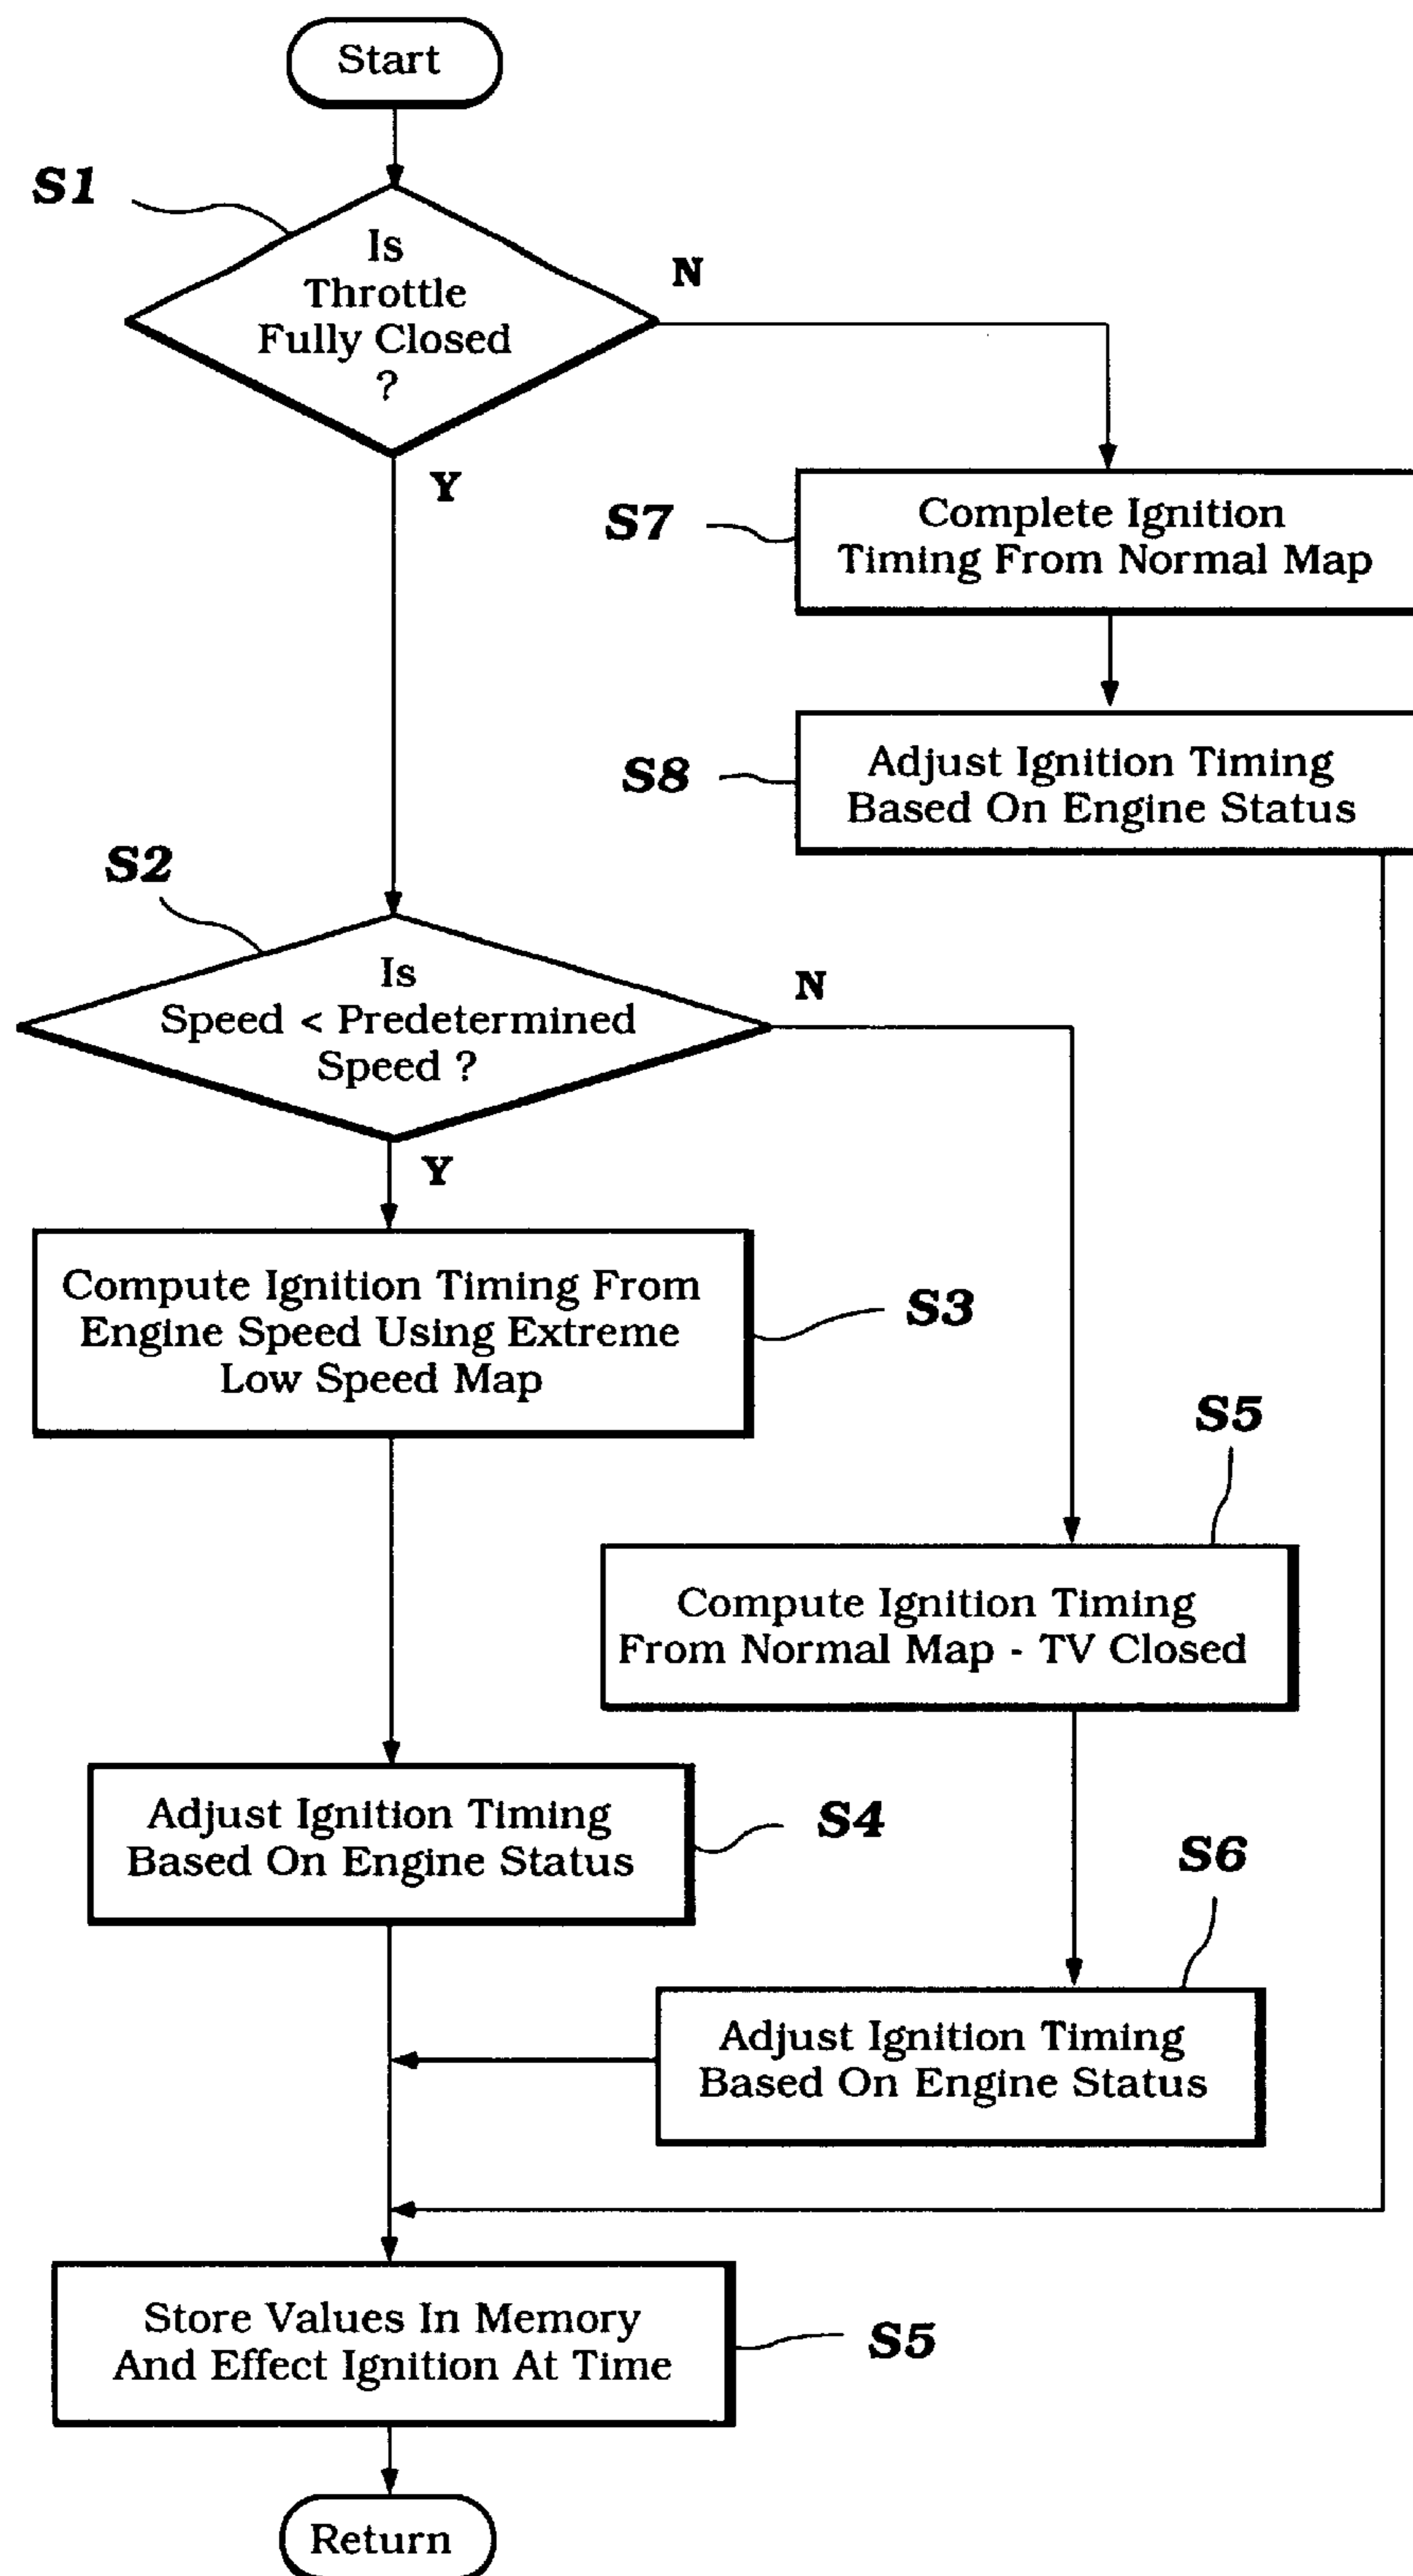 Start
S1
Is
Throttle
Fully Closed
?
N
Y
S7
Complete Ignition
Timing From Normal Map
S8
Adjust Ignition Timing
Based On Engine Status
S2
Is
Speed < Predetermined
Speed ?
N
Y
Compute Ignition Timing From
Engine Speed Using Extreme
Low Speed Map
S3
S5
Compute Ignition Timing
From Normal Map - TV Closed
Adjust Ignition Timing
Based On Engine Status
S4
S6
Adjust Ignition Timing
Based On Engine Status
Store Values In Memory
And Effect Ignition At Time
S5
Return